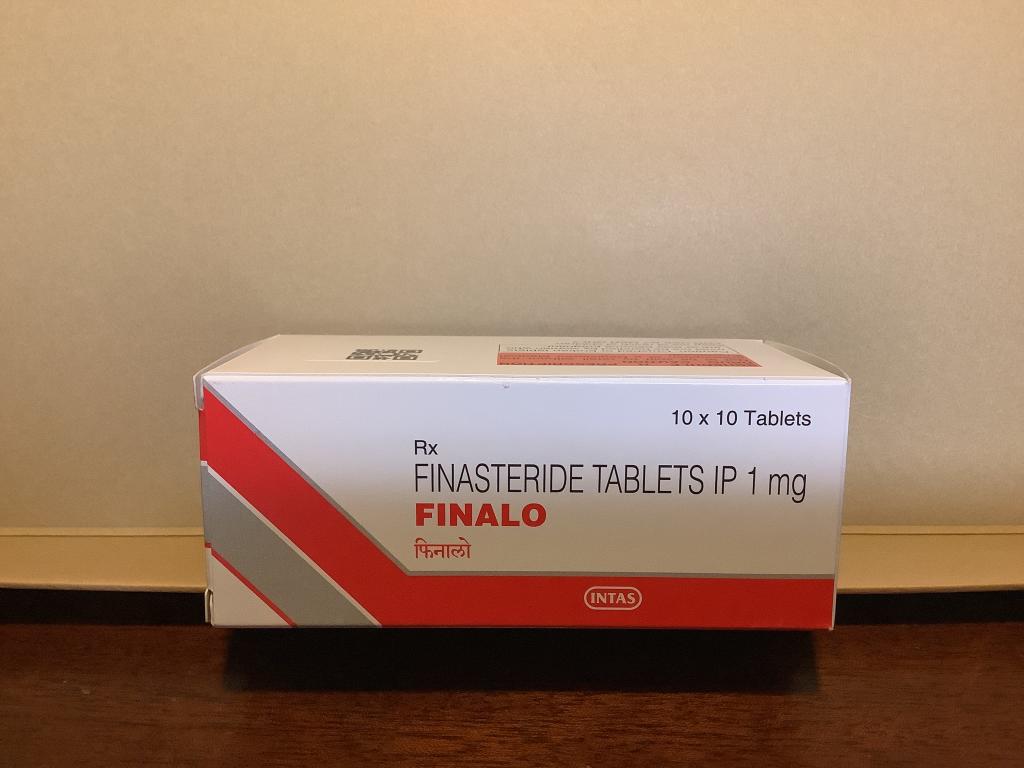 10 x 10 Tablets
Rx
FINASTERIDE TABLETS IP 1 mg
FINALO
फिनालो
INTAS